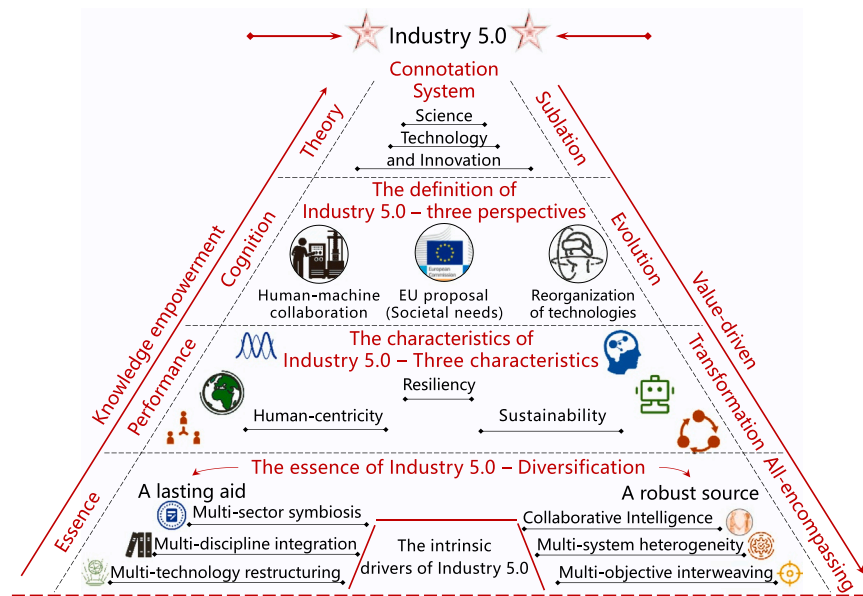 Industry 5.0
Connotation
System
Science
Technology
and Innovation
Theory
Sublation
The definition of
Industry 5.0 – three perspectives
Cognition
Evolution
European
Commission
Human-machine
collaboration
EU proposal
(Societal needs)
Reorganization
of technologies
Knowledge empowerment
Value-driven
The characteristics of
Industry 5.0 – Three characteristics
Performance
Transformation
Resiliency
Human-centricity
Sustainability
The essence of Industry 5.0 – Diversification
Essence
All-encompassing
A lasting aid
A robust source
Multi-sector symbiosis
Collaborative Intelligence
Multi-discipline integration
Multi-system heterogeneity
Multi-technology restructuring
Multi-objective interweaving
The intrinsic
drivers of Industry 5.0